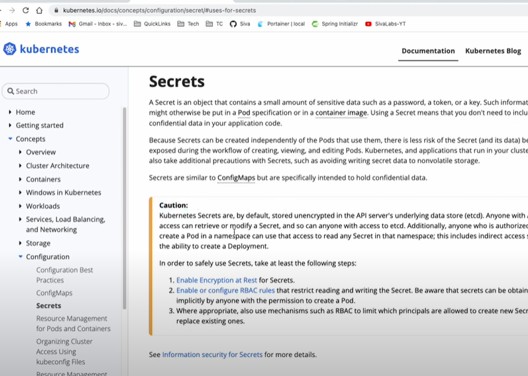 kubernetes.io/docs/concepts/configuration/secret/#uses-for-secrets
Apps Bookmarks Gmail - Inbox - siv... QuickLinks Tech TC Siva Portainer | local Spring Initializr SivaLabs-YT
kubernetes
Documentation Kubernetes Blog
Search
Home
Getting started
Concepts
Overview
Cluster Architecture
Containers
Windows in Kubernetes
Workloads
Services, Load Balancing,
and Networking
Storage
Configuration
Configuration Best
Practices
ConfigMaps
Secrets
Resource Management
for Pods and Containers
Organizing Cluster
Access Using
kubeconfig Files
Resource Management
Secrets
A Secret is an object that contains a small amount of sensitive data such as a password, a token, or a key. Such informat
might otherwise be put in a Pod specification or in a container image. Using a Secret means that you don't need to inclu
confidential data in your application code.
Because Secrets can be created independently of the Pods that use them, there is less risk of the Secret (and its data) be
exposed during the workflow of creating, viewing, and editing Pods. Kubernetes, and applications that run in your cluste
also take additional precautions with Secrets, such as avoiding writing secret data to nonvolatile storage.
Secrets are similar to ConfigMaps but are specifically intended to hold confidential data.
Caution:
Kubernetes Secrets are, by default, stored unencrypted in the API server's underlying data store (etcd). Anyone with
access can retrieve or modify a Secret, and so can anyone with access to etcd. Additionally, anyone who is authorized
create a Pod in a namespace can use that access to read any Secret in that namespace; this includes indirect access s
the ability to create a Deployment.
In order to safely use Secrets, take at least the following steps:
1. Enable Encryption at Rest for Secrets.
2. Enable or configure RBAC rules that restrict reading and writing the Secret. Be aware that secrets can be obtain
implicitly by anyone with the permission to create a Pod.
3. Where appropriate, also use mechanisms such as RBAC to limit which principals are allowed to create new Secr
replace existing ones.
See Information security for Secrets for more details.